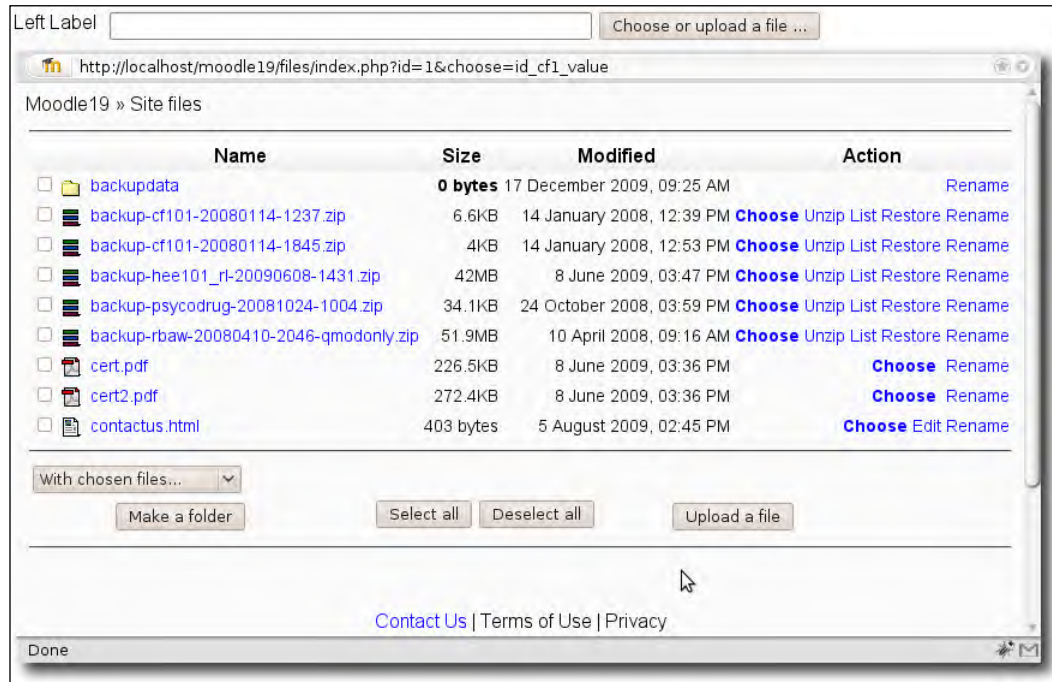 Left Label Choose or upload a file ...
http://localhost/moodle19/files/index.php?id=1&choose=id_cf1_value
Moodle19 » Site files
Name Size Modified Action
backupdata 0 bytes 17 December 2009, 09:25 AM Rename
backup-cf101-20080114-1237.zip 6.6KB 14 January 2008, 12:39 PM Choose Unzip List Restore Rename
backup-cf101-20080114-1845.zip 4KB 14 January 2008, 12:53 PM Choose Unzip List Restore Rename
backup-hee101_rl-20090608-1431.zip 42MB 8 June 2009, 03:47 PM Choose Unzip List Restore Rename
backup-psycodrug-20081024-1004.zip 34.1KB 24 October 2008, 03:59 PM Choose Unzip List Restore Rename
backup-rbaw-20080410-2046-qmodonly.zip 51.9MB 10 April 2008, 09:16 AM Choose Unzip List Restore Rename
cert.pdf 226.5KB 8 June 2009, 03:36 PM Choose Rename
cert2.pdf 272.4KB 8 June 2009, 03:36 PM Choose Rename
contactus.html 403 bytes 5 August 2009, 02:45 PM Choose Edit Rename
With chosen files...
Make a folder Select all Deselect all Upload a file
Contact Us | Terms of Use | Privacy
Done